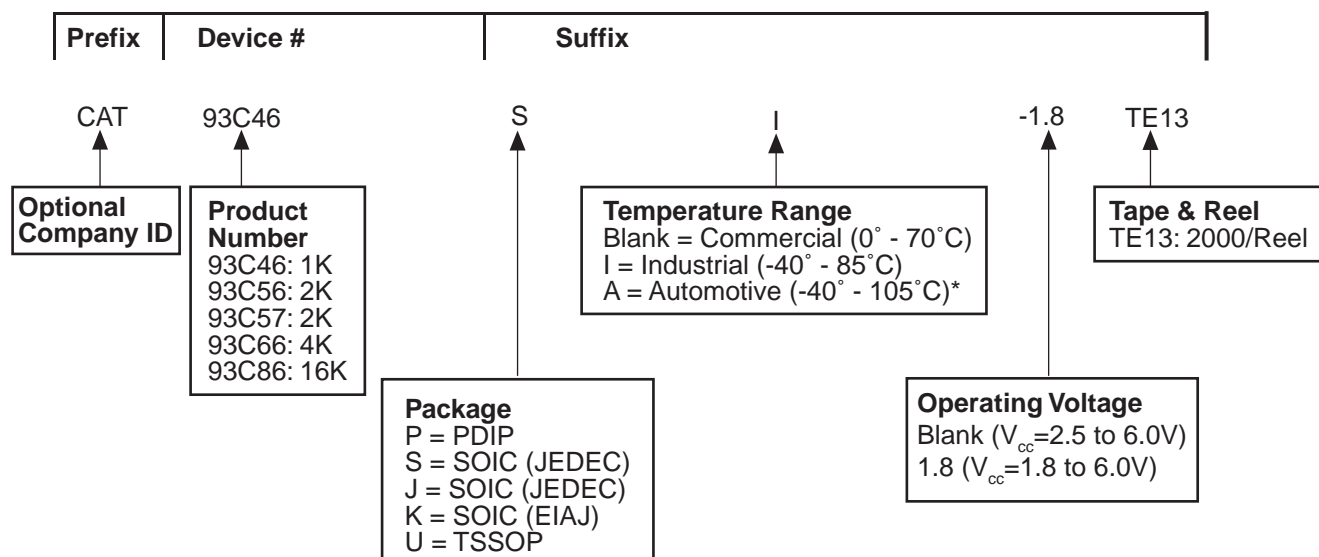 Prefix Device # Suffix
CAT 93C46 S I -1.8 TE13
Optional
Company ID
Product
Number
93C46: 1K
93C56: 2K
93C57: 2K
93C66: 4K
93C86: 16K
Temperature Range
Blank = Commercial (0˚ - 70˚C)
I = Industrial (-40˚ - 85˚C)
A = Automotive (-40˚ - 105˚C)*
Tape & Reel
TE13: 2000/Reel
Package
P = PDIP
S = SOIC (JEDEC)
J = SOIC (JEDEC)
K = SOIC (EIAJ)
U = TSSOP
Operating Voltage
Blank (Vcc=2.5 to 6.0V)
1.8 (Vcc=1.8 to 6.0V)